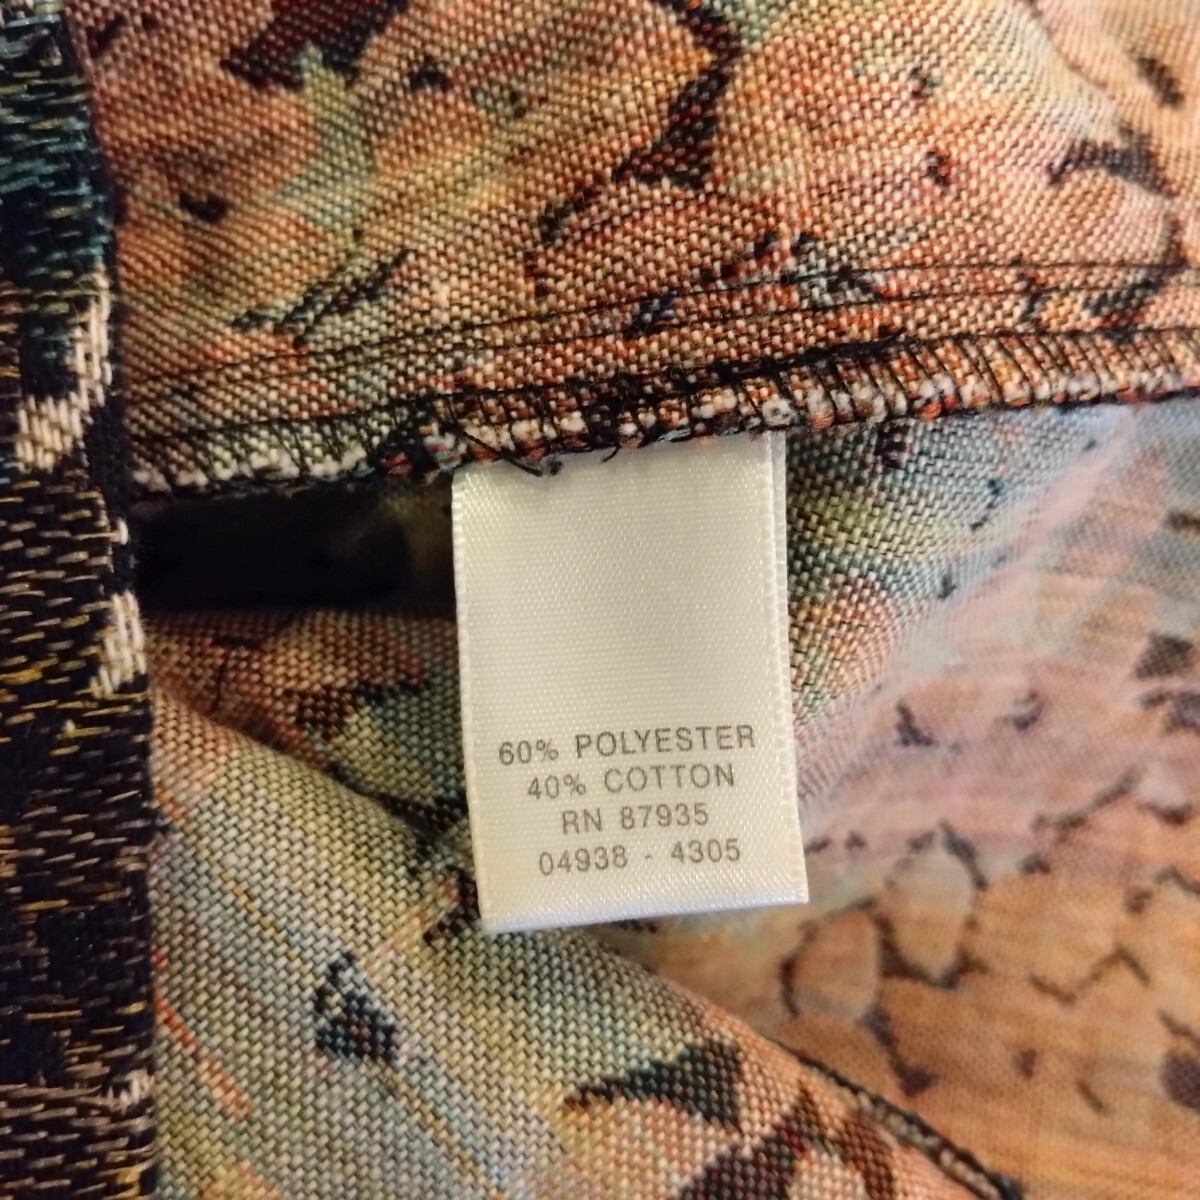 60% POLYESTER
40% COTTON
RN 87935
04938 - 4305